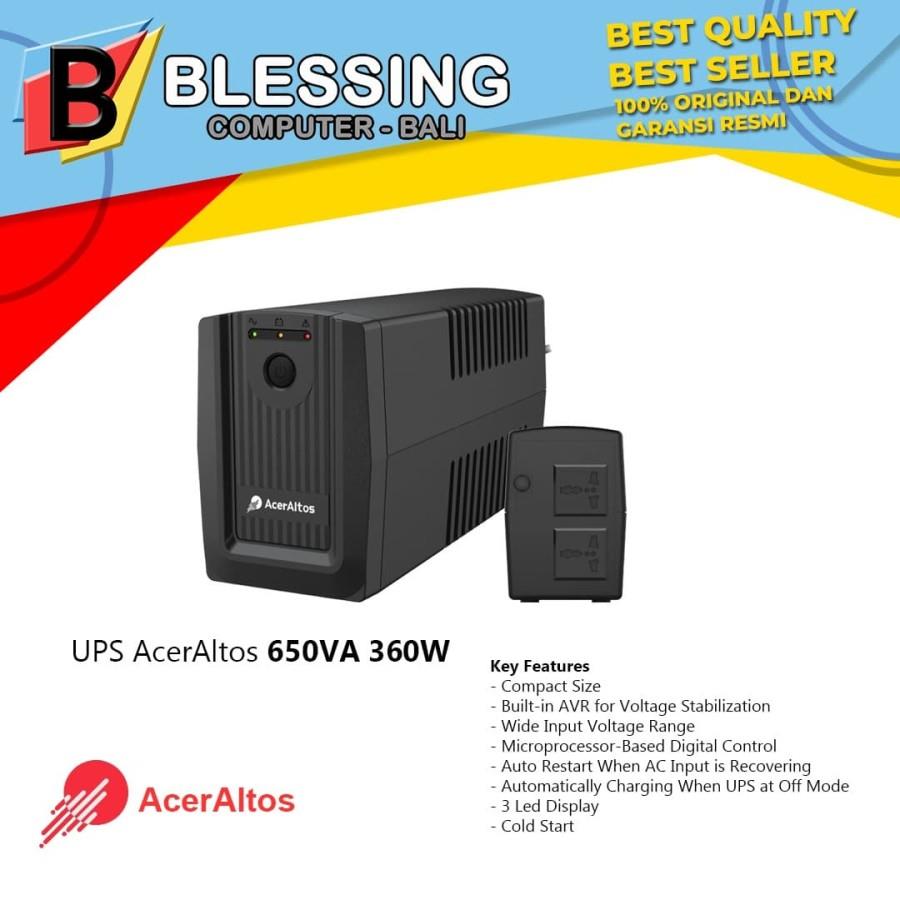 B
BLESSING
COMPUTER - BALI
BEST QUALITY
BEST SELLER
100% ORIGINAL DAN
GARANSI RESMI
AcerAltos
UPS AcerAltos 650VA 360W
Key Features
- Compact Size
- Built-in AVR for Voltage Stabilization
- Wide Input Voltage Range
- Microprocessor-Based Digital Control
- Auto Restart When AC Input is Recovering
- Automatically Charging When UPS at Off Mode
- 3 Led Display
- Cold Start
AcerAltos